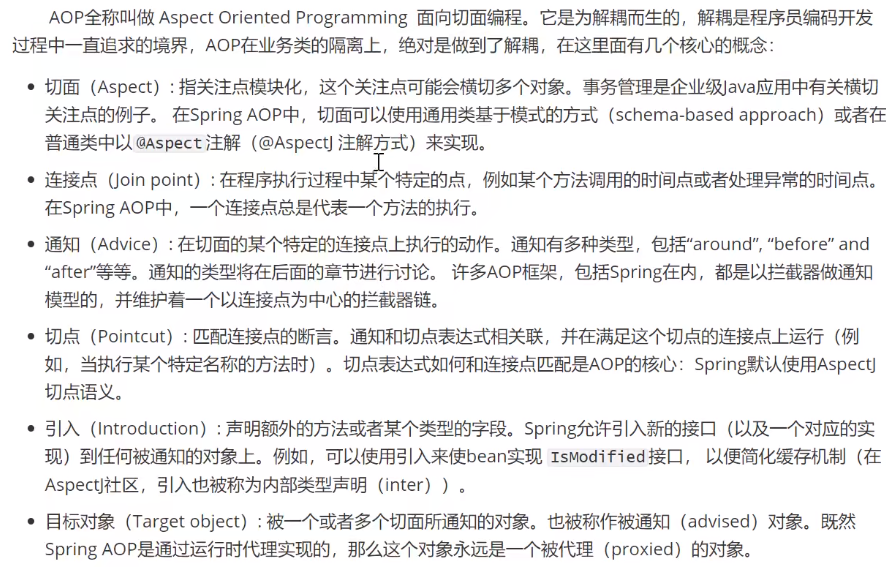 AOP全称叫做 Aspect Oriented Programming 面向切面编程。它是为解耦而生的，解耦是程序员编码开发
过程中一直追求的境界，AOP在业务类的隔离上，绝对是做到了解耦，在这里面有几个核心的概念：
• 切面（Aspect）: 指关注点模块化，这个关注点可能会横切多个对象。事务管理是企业级Java应用中有关横切
关注点的例子。 在Spring AOP中，切面可以使用通用类基于模式的方式（schema-based approach）或者在
普通类中以@Aspect注解（@AspectJ 注解方式）来实现。
• 连接点（Join point）: 在程序执行过程中某个特定的点，例如某个方法调用的时间点或者处理异常的时间点。
在Spring AOP中，一个连接点总是代表一个方法的执行。
• 通知（Advice）: 在切面的某个特定的连接点上执行的动作。通知有多种类型，包括“around”, “before” and
“after”等等。通知的类型将在后面的章节进行讨论。 许多AOP框架，包括Spring在内，都是以拦截器做通知
模型的，并维护着一个以连接点为中心的拦截器链。
• 切点（Pointcut）: 匹配连接点的断言。通知和切点表达式相关联，并在满足这个切点的连接点上运行（例
如，当执行某个特定名称的方法时）。切点表达式如何和连接点匹配是AOP的核心：Spring默认使用AspectJ
切点语义。
• 引入（Introduction）: 声明额外的方法或者某个类型的字段。Spring允许引入新的接口（以及一个对应的实
现）到任何被通知的对象上。例如，可以使用引入来使bean实现 IsModified接口， 以便简化缓存机制（在
AspectJ社区，引入也被称为内部类型声明（inter））。
• 目标对象（Target object）: 被一个或者多个切面所通知的对象。也被称作被通知（advised）对象。既然
Spring AOP是通过运行时代理实现的，那么这个对象永远是一个被代理（proxied）的对象。